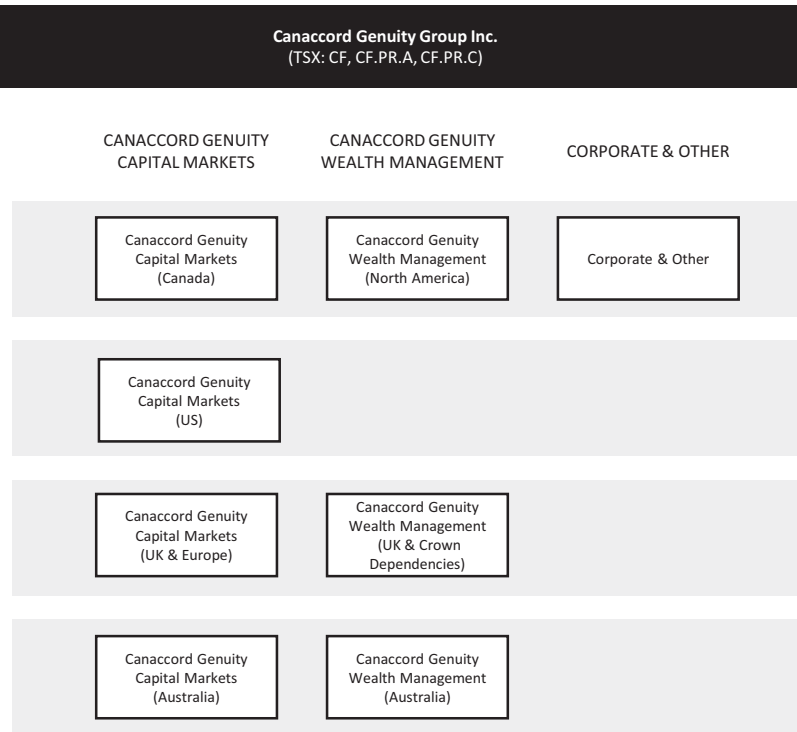 Canaccord Genuity Group Inc.
(TSX: CF, CF.PR.A, CF.PR.C)
CANACCORD GENUITY
CAPITAL MARKETS
CANACCORD GENUITY
WEALTH MANAGEMENT
CORPORATE & OTHER
Canaccord Genuity
Capital Markets
(Canada)
Canaccord Genuity
Wealth Management
(North America)
Corporate & Other
Canaccord Genuity
Capital Markets
(US)
Canaccord Genuity
Capital Markets
(UK & Europe)
Canaccord Genuity
Wealth Management
(UK & Crown
Dependencies)
Canaccord Genuity
Capital Markets
(Australia)
Canaccord Genuity
Wealth Management
(Australia)